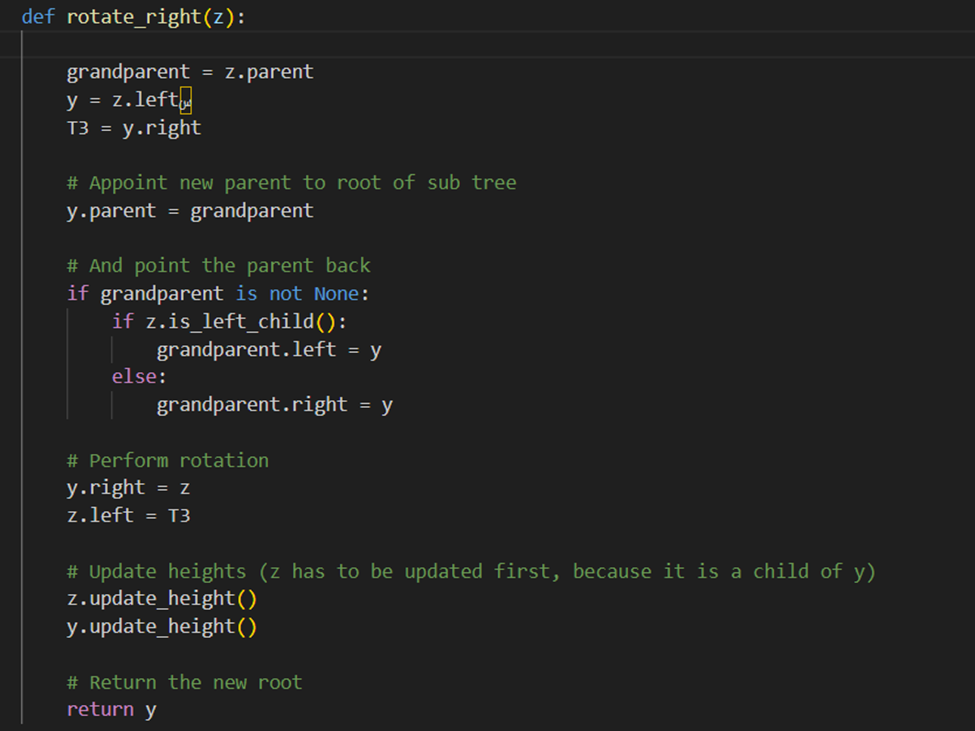 def rotate_right(z):
grandparent = z.parent
y = z.leftس
T3 = y.right
# Appoint new parent to root of sub tree
y.parent = grandparent
# And point the parent back
if grandparent is not None:
if z.is_left_child():
grandparent.left = y
else:
grandparent.right = y
# Perform rotation
y.right = z
z.left = T3
# Update heights (z has to be updated first, because it is a child of y)
z.update_height()
y.update_height()
# Return the new root
return y